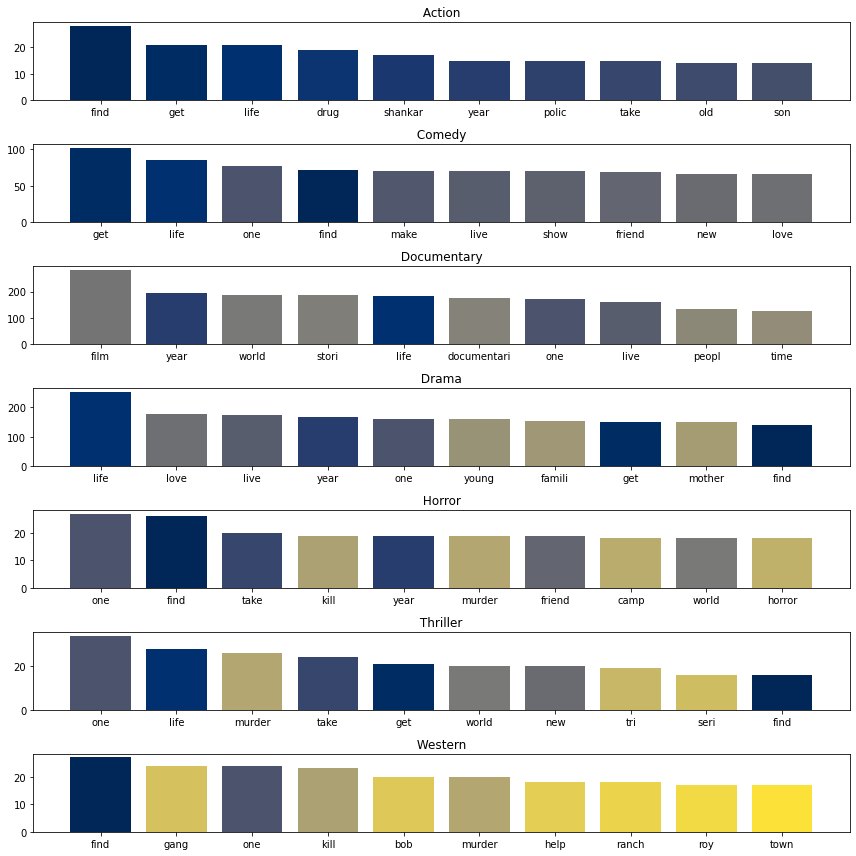 Action
20
10
0
find get life drug shankar year polic take old son
Comedy
100
50
0
get life one find make live show friend new love
Documentary
200
100
0
film year world stori life documentari one live peopl time
Drama
200
100
0
life love live year one young famili get mother find
Horror
20
10
0
one find take kill year murder friend camp world horror
Thriller
20
0
one life murder take get world new tri seri find
Western
20
10
0
find gang one kill bob murder help ranch roy town